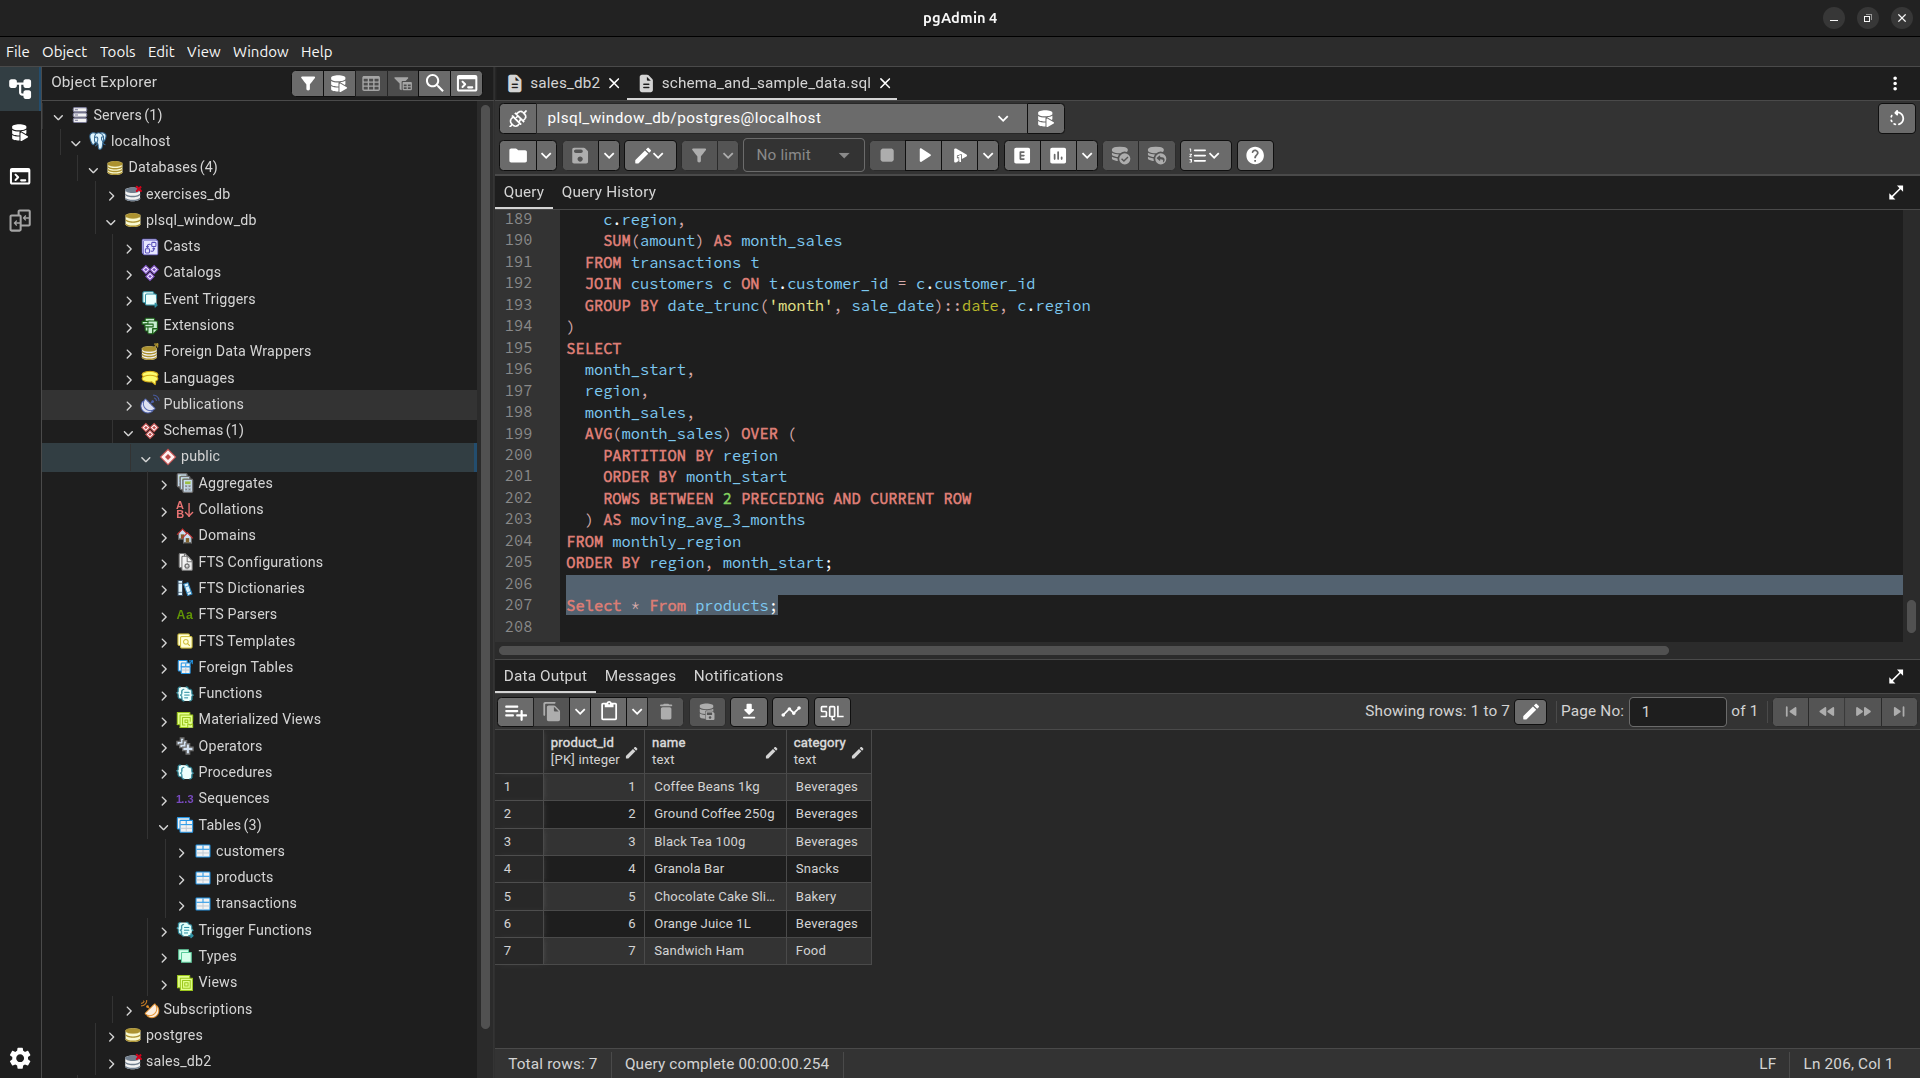 pgAdmin 4
File Object Tools Edit View Window Help
Object Explorer
Servers (1)
localhost
Databases (4)
exercises_db
plsql_window_db
Casts
Catalogs
Event Triggers
Extensions
Foreign Data Wrappers
Languages
Publications
Schemas (1)
public
Aggregates
Collations
Domains
FTS Configurations
FTS Dictionaries
Aa FTS Parsers
FTS Templates
Foreign Tables
Functions
Materialized Views
Operators
Procedures
1..3 Sequences
Tables (3)
customers
products
transactions
Trigger Functions
Types
Views
Subscriptions
postgres
sales_db2
sales_db2 schema_and_sample_data.sql
plsql_window_db/postgres@localhost
No limit E
Query Query History
189 c.region,
190 SUM(amount) AS month_sales
191 FROM transactions t
192 JOIN customers c ON t.customer_id = c.customer_id
193 GROUP BY date_trunc('month', sale_date)::date, c.region
194 )
195 SELECT
196 month_start,
197 region,
198 month_sales,
199 AVG(month_sales) OVER (
200 PARTITION BY region
201 ORDER BY month_start
202 ROWS BETWEEN 2 PRECEDING AND CURRENT ROW
203 ) AS moving_avg_3_months
204 FROM monthly_region
205 ORDER BY region, month_start;
206
207 Select * From products;
208
Data Output Messages Notifications
SQL Showing rows: 1 to 7 Page No: 1 of 1
product_id name category
[PK] integer text text
1 1 Coffee Beans 1kg Beverages
2 2 Ground Coffee 250g Beverages
3 3 Black Tea 100g Beverages
4 4 Granola Bar Snacks
5 5 Chocolate Cake Sli... Bakery
6 6 Orange Juice 1L Beverages
7 7 Sandwich Ham Food
Total rows: 7 Query complete 00:00:00.254 LF Ln 206, Col 1